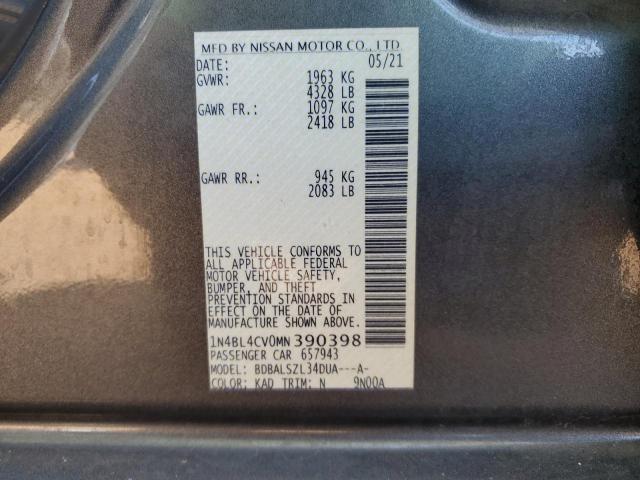 MFD BY NISSAN MOTOR CO., LTD
DATE: 05/21
GVWR: 1963 KG
4328 LB
GAWR FR.: 1097 KG
2418 LB
GAWR RR.: 945 KG
2083 LB
THIS VEHICLE CONFORMS TO
ALL APPLICABLE FEDERAL
MOTOR VEHICLE SAFETY,
BUMPER, AND THEFT
PREVENTION STANDARDS IN
EFFECT ON THE DATE OF
MANUFACTURE SHOWN ABOVE.
1N4BL4CV0MN390398
PASSENGER CAR 657943
MODEL: BDBALSZL34DUA---A-
COLOR: KAD TRIM: N 9N00A